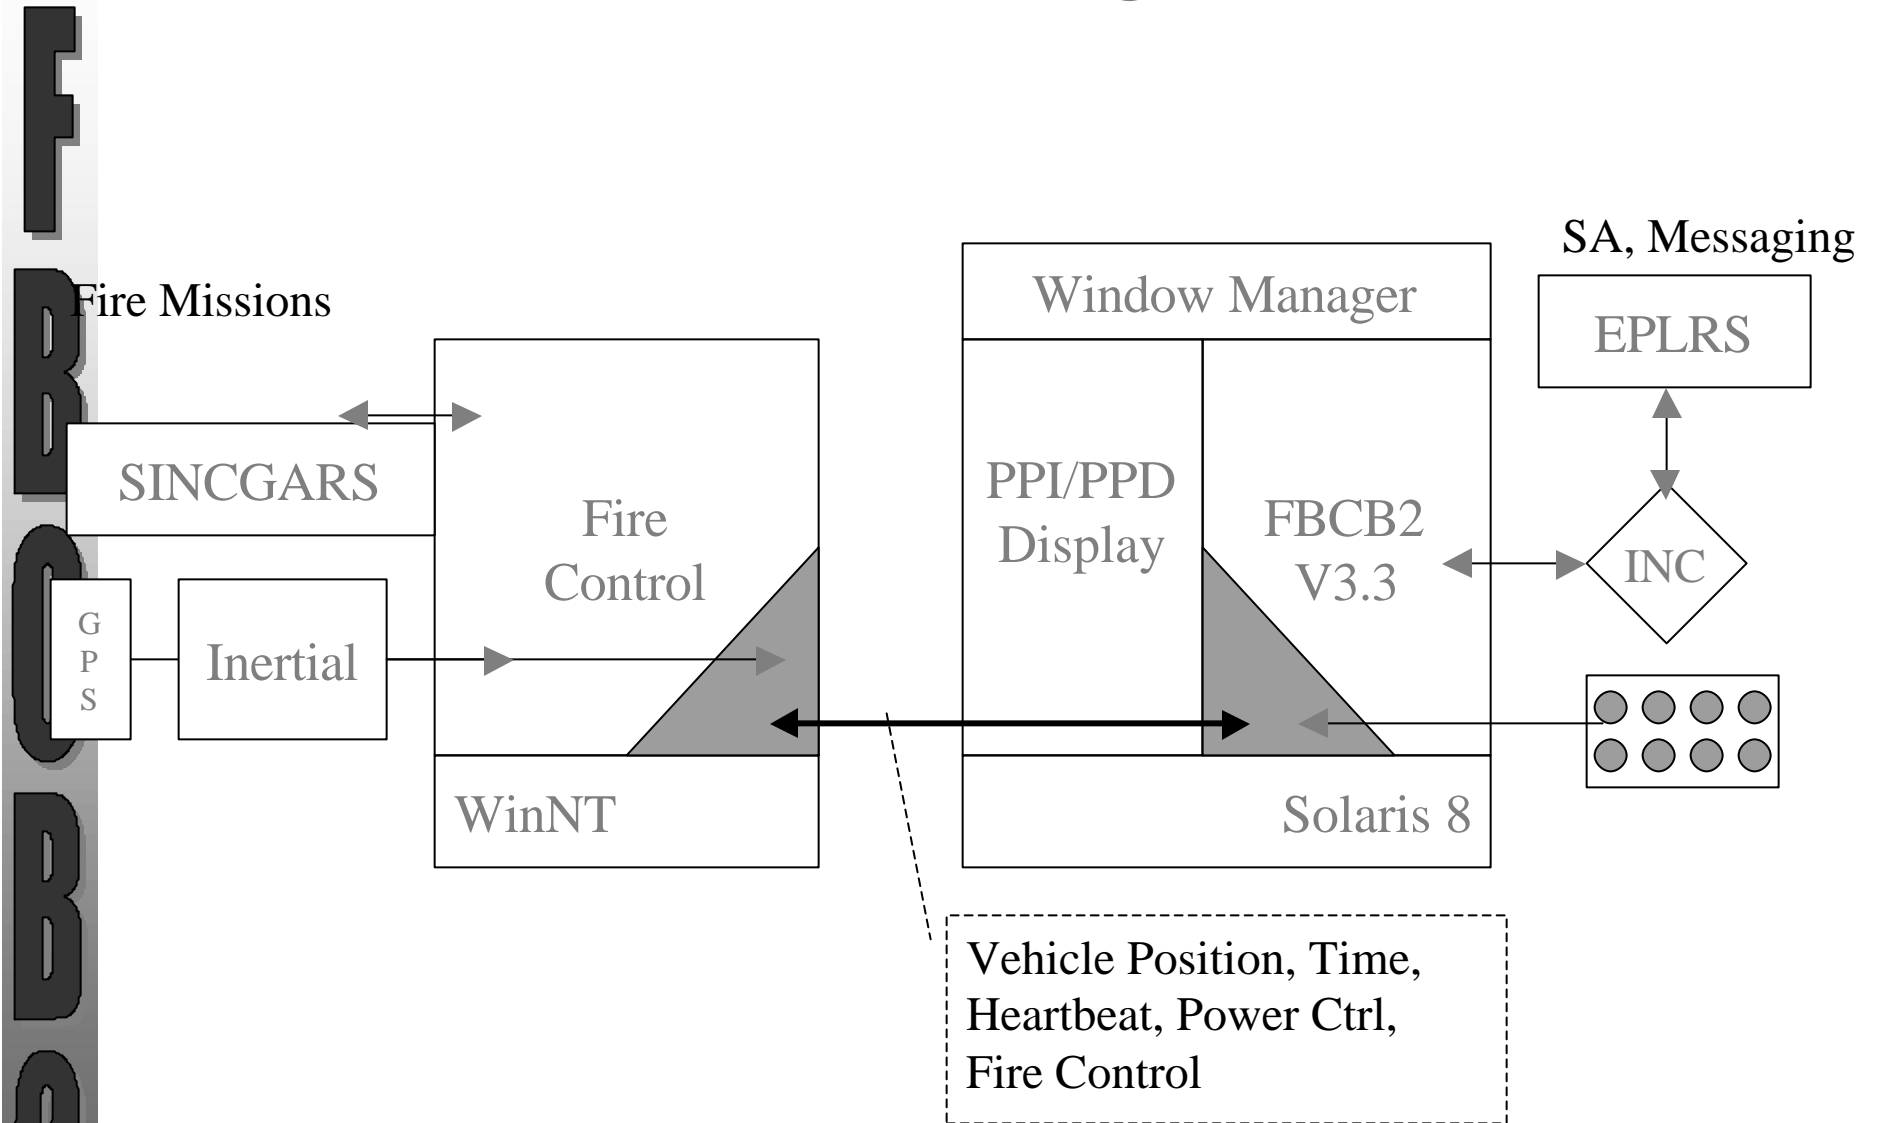 F
B
C
B
SA, Messaging
Fire Missions
Window Manager
EPLRS
SINCGARS
Fire
Control
PPI/PPD
Display
FBCB2
V3.3
INC
G
P
S
Inertial
WinNT
Solaris 8
Vehicle Position, Time,
Heartbeat, Power Ctrl,
Fire Control